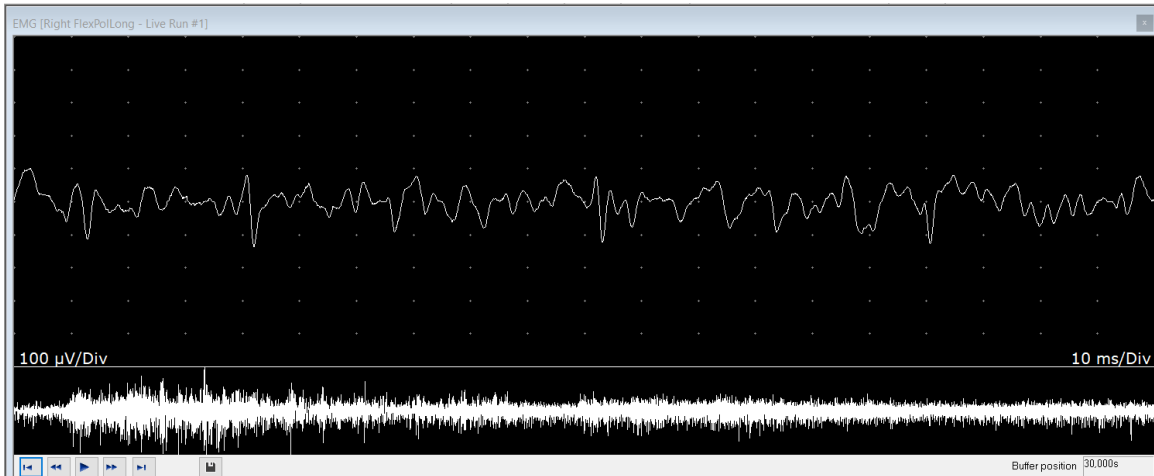 EMG [Right FlexPolLong - Live Run #1]
x
100 µV/Div
10 ms/Div
Buffer position 30,000s